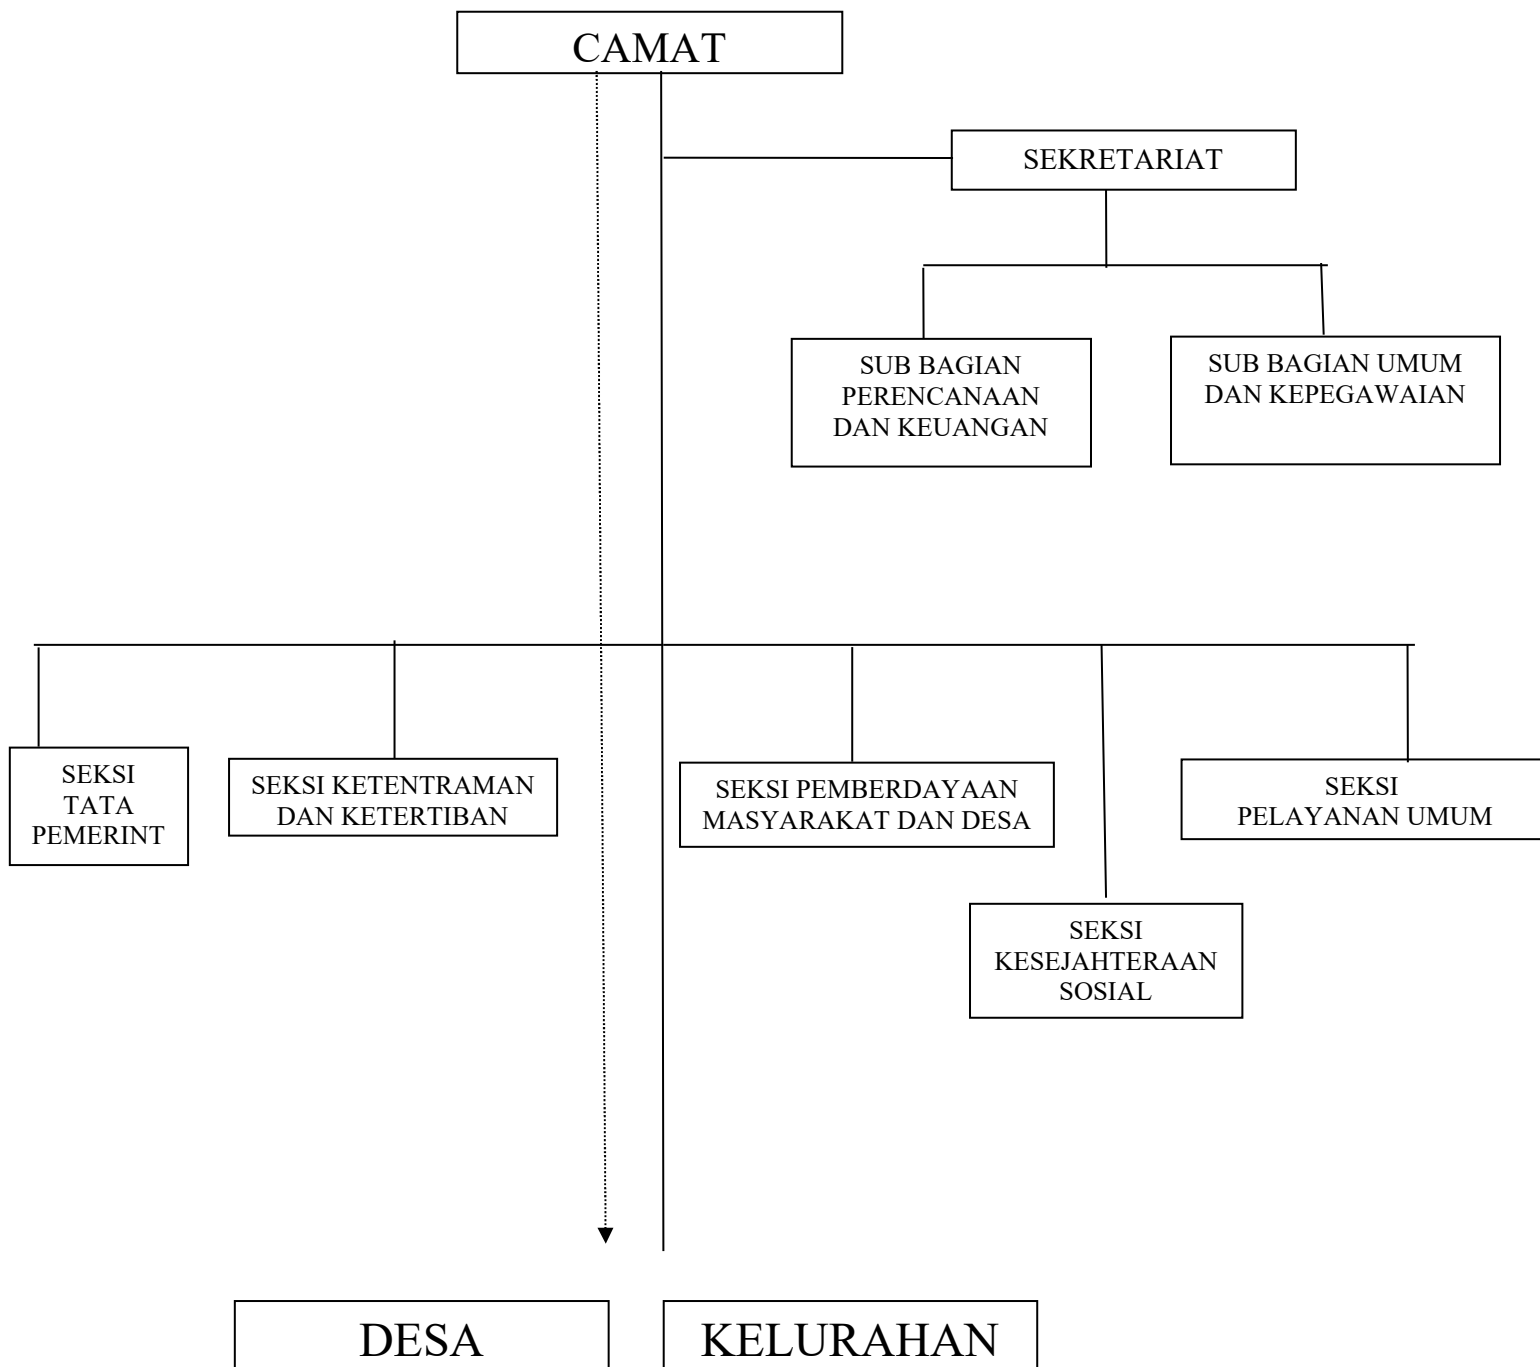 CAMAT
SEKRETARIAT
SUB BAGIAN
PERENCANAAN
DAN KEUANGAN
SUB BAGIAN UMUM
DAN KEPEGAWAIAN
SEKSI
TATA
PEMERINT
SEKSI KETENTRAMAN
DAN KETERTIBAN
SEKSI PEMBERDAYAAN
MASYARAKAT DAN DESA
SEKSI
KESEJAHTERAAN
SOSIAL
SEKSI
PELAYANAN UMUM
DESA
KELURAHAN